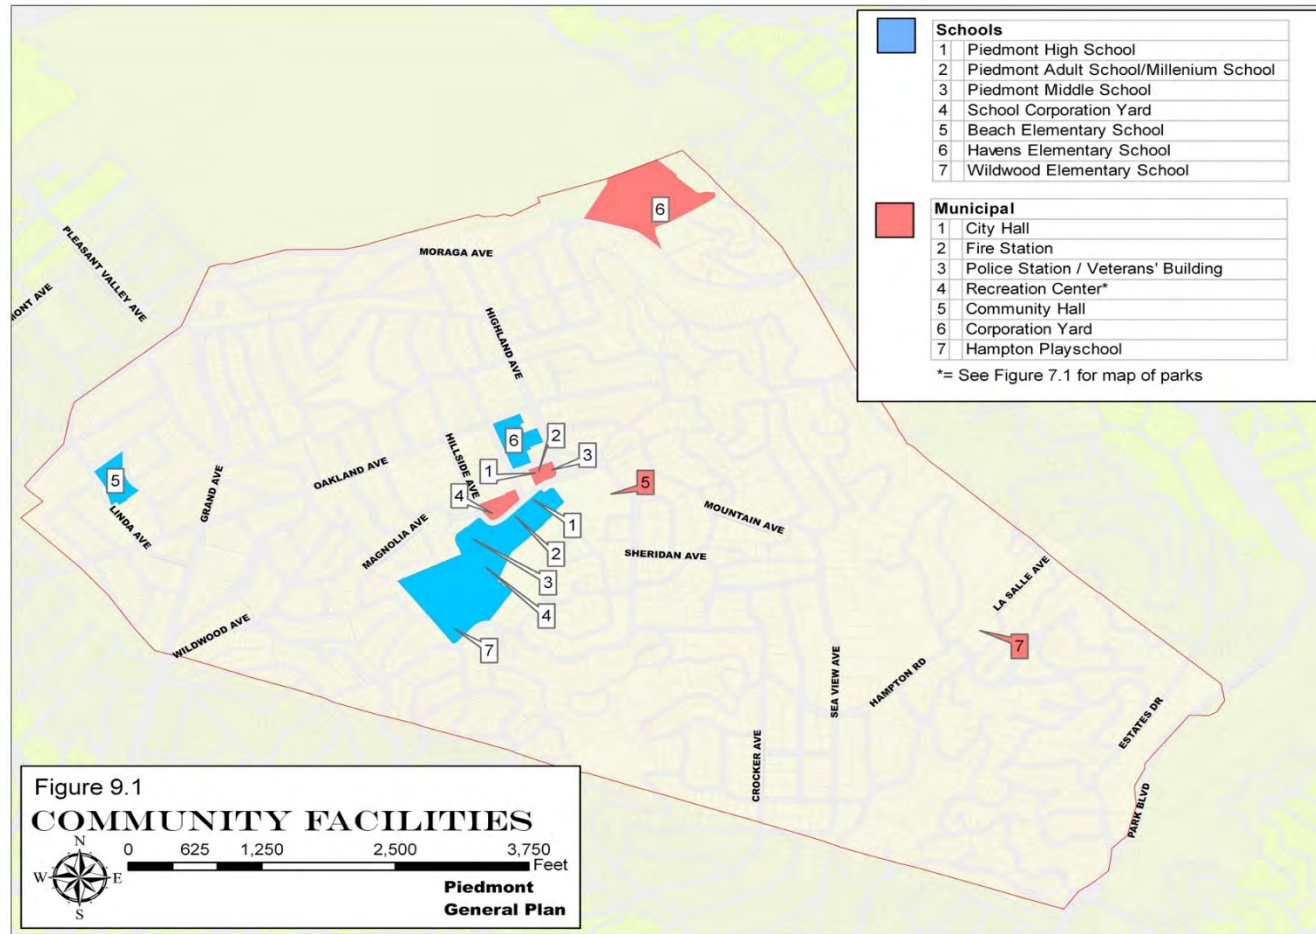 Schools
1 Piedmont High School
2 Piedmont Adult School/Millenium School
3 Piedmont Middle School
4 School Corporation Yard
5 Beach Elementary School
6 Havens Elementary School
7 Wildwood Elementary School
Municipal
1 City Hall
2 Fire Station
3 Police Station / Veterans' Building
4 Recreation Center*
5 Community Hall
6 Corporation Yard
7 Hampton Playschool
*= See Figure 7.1 for map of parks
6
PLEASANT VALLEY AVE
MORAGA AVE
ONT AVE
HIGHLAND AVE
6
2
3
1
5
HILLSIDE AVE
OAKLAND AVE
GRAND AVE
5
4
1
LINDA AVE
MAGNOLIA AVE
MOUNTAIN AVE
2
SHERIDAN AVE
3
4
LA SALLE AVE
WILDWOOD AVE
7
7
SEA VIEW AVE
HAMPTON RD
ESTATES DR
CROCKER AVE
PARK BLVD
Figure 9.1
COMMUNITY FACILITIES
N
W E
S
0 625 1,250 2,500 3,750
Feet
Piedmont
General Plan